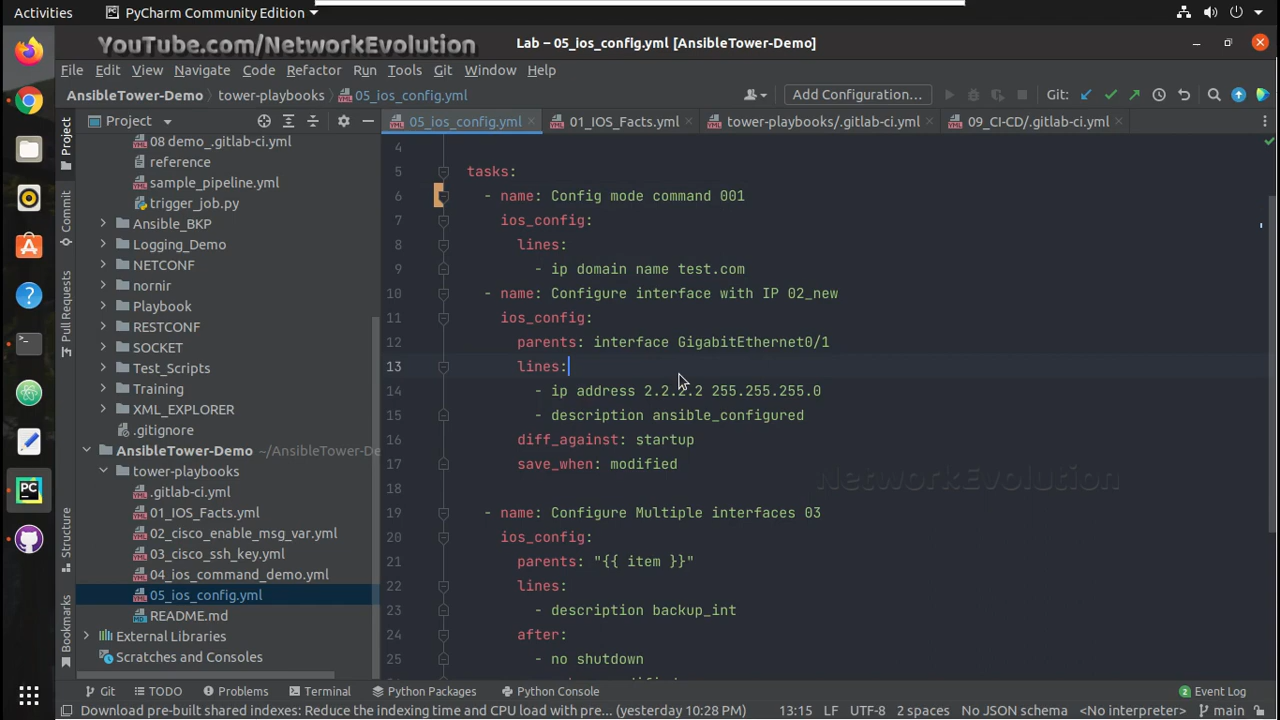 Activities
PyCharm Community Edition
YouTube.com/NetworkEvolution
Lab – 05_ios_config.yml [AnsibleTower-Demo]
File Edit View Navigate Code Refactor Run Tools Git Window Help
AnsibleTower-Demo tower-playbooks 05_ios_config.yml
Add Configuration...
Git:
Project
05_ios_config.yml
01_IOS_Facts.yml
tower-playbooks/.gitlab-ci.yml
09_CI-CD/.gitlab-ci.yml
Project
Commit
Pull Requests
Structure
Bookmarks
08 demo_.gitlab-ci.yml
reference
sample_pipeline.yml
trigger_job.py
Ansible_BKP
Logging_Demo
NETCONF
nornir
Playbook
RESTCONF
SOCKET
Test_Scripts
Training
XML_EXPLORER
.gitignore
AnsibleTower-Demo ~/AnsibleTower-De
tower-playbooks
.gitlab-ci.yml
01_IOS_Facts.yml
02_cisco_enable_msg_var.yml
03_cisco_ssh_key.yml
04_ios_command_demo.yml
05_ios_config.yml
README.md
External Libraries
Scratches and Consoles
4
5 tasks:
6 - name: Config mode command 001
7 ios_config:
8 lines:
9 - ip domain name test.com
10 - name: Configure interface with IP 02_new
11 ios_config:
12 parents: interface GigabitEthernet0/1
13 lines:
14 - ip address 2.2.2.2 255.255.255.0
15 - description ansible_configured
16 diff_against: startup
17 save_when: modified
18
19 - name: Configure Multiple interfaces 03
20 ios_config:
21 parents: "{{ item }}"
22 lines:
23 - description backup_int
24 after:
25 - no shutdown
NetworkEvolution
Git
TODO
Problems
Terminal
Python Packages
Python Console
2 Event Log
Download pre-built shared indexes: Reduce the indexing time and CPU load with pre... (yesterday 10:28 PM)
13:15 LF UTF-8 2 spaces No JSON schema <No interpreter> main